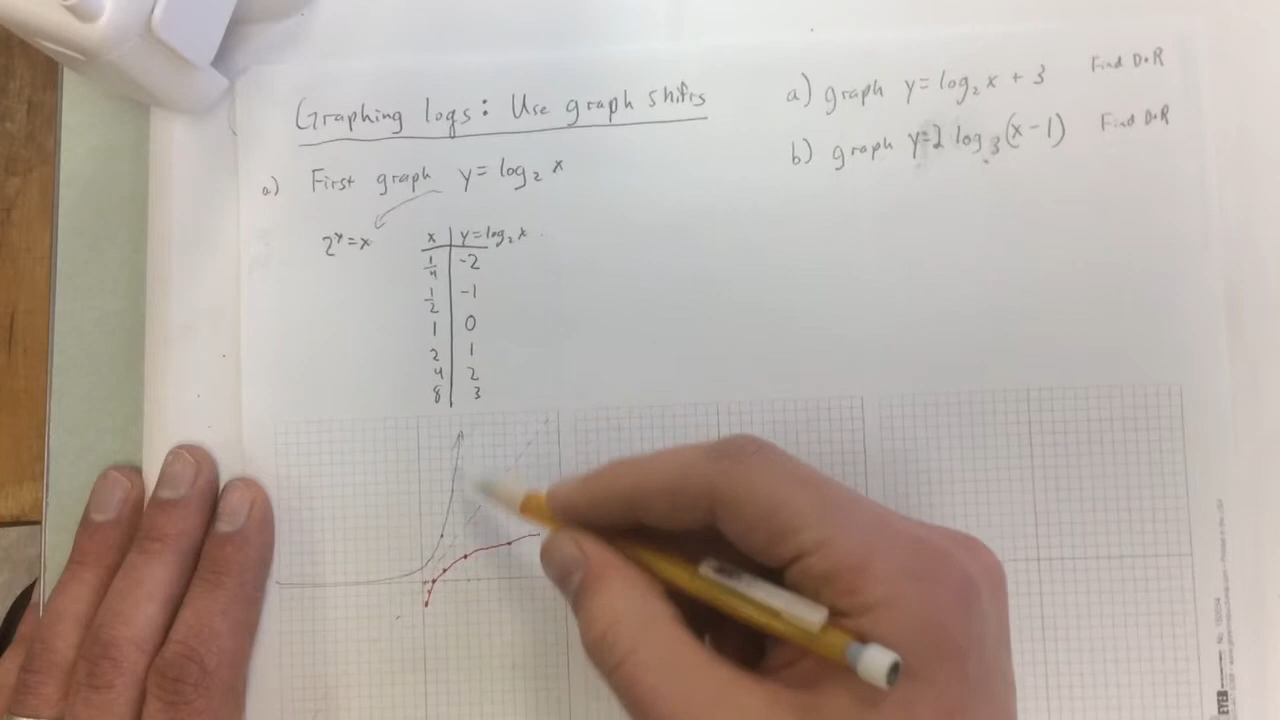 Graphing logs: Use graph shifts
a) First graph y = log₂ x
2ʸ = x
x | y = log₂ x
1/4 | -2
1/2 | -1
1 | 0
2 | 1
4 | 2
8 | 3
a) graph y = log₂ x + 3 Find D+R
b) graph y = 2 log₃ (x - 1) Find D+R